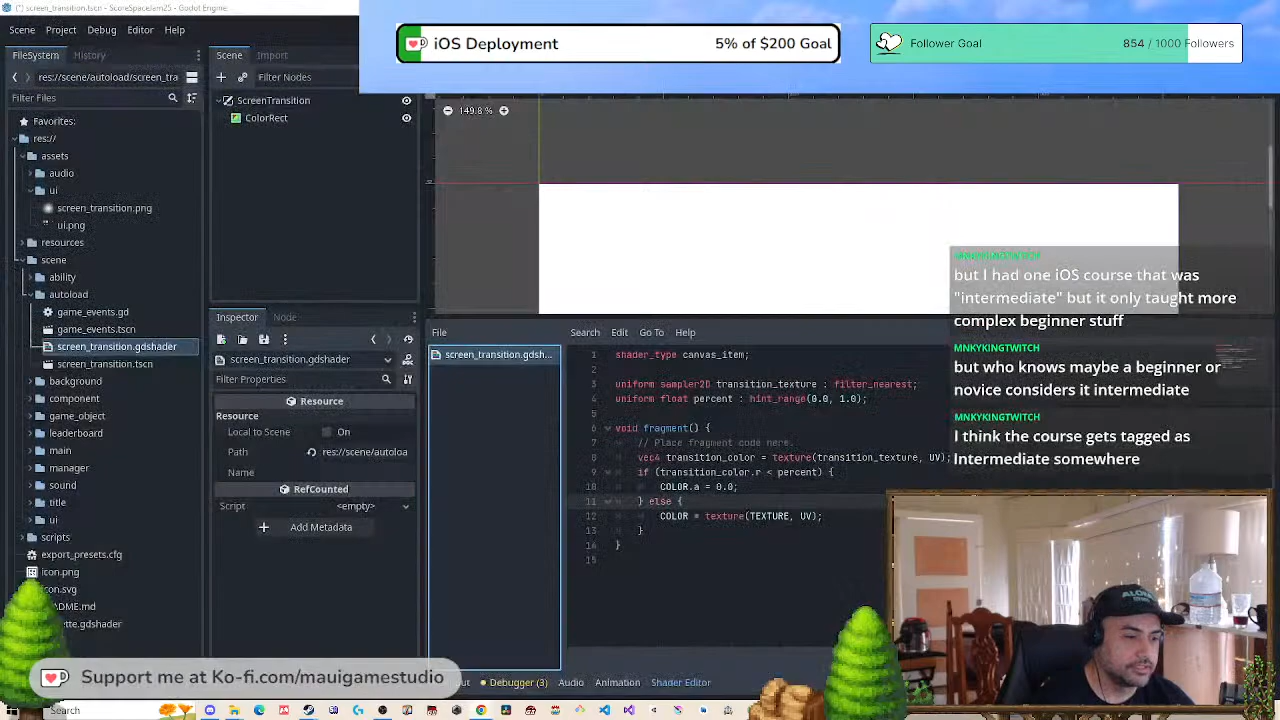 (*) screen_transition.tscn - ScoreSpaceJam25 - Godot Engine
Scene Project Debug Editor Help
iOS Deployment 5% of $200 Goal
Follower Goal 854 / 1000 Followers
FileSystem History
Scene Import
res://scene/autoload/screen_tra
Filter Nodes
Filter Files
ScreenTransition
ColorRect
149.8%
Favorites:
res://
assets
audio
ui
screen_transition.png
ui.png
resources
scene
ability
autoload
game_events.gd
game_events.tscn
screen_transition.gdshader
screen_transition.tscn
background
component
game_object
leaderboard
main
manager
sound
title
ui
scripts
export_presets.cfg
icon.png
Inspector Node
screen_transition.gdshader
Filter Properties
Resource
Resource
Local to Scene On
Path res://scene/autoloa
Name
RefCounted
Script <empty>
Add Metadata
File
screen_transition.gdsh...
Search Edit Go To Help
1 shader_type canvas_item;
2
3 uniform sampler2D transition_texture : filter_nearest;
4 uniform float percent : hint_range(0.0, 1.0);
5
6 void fragment() {
7 // Place fragment code here.
8 vec4 transition_color = texture(transition_texture, UV);
9 if (transition_color.r < percent) {
10 COLOR.a = 0.0;
11 } else {
12 COLOR = texture(TEXTURE, UV);
13 }
14 }
15
MNKYKINGTWITCH
but I had one iOS course that was
"intermediate" but it only taught more
complex beginner stuff
MNKYKINGTWITCH
but who knows maybe a beginner or
novice considers it intermediate
MNKYKINGTWITCH
I think the course gets tagged as
Intermediate somewhere
ALOHA
Support me at Ko-fi.com/mauigamestudio
Debugger (3) Audio Animation Shader Editor
Search